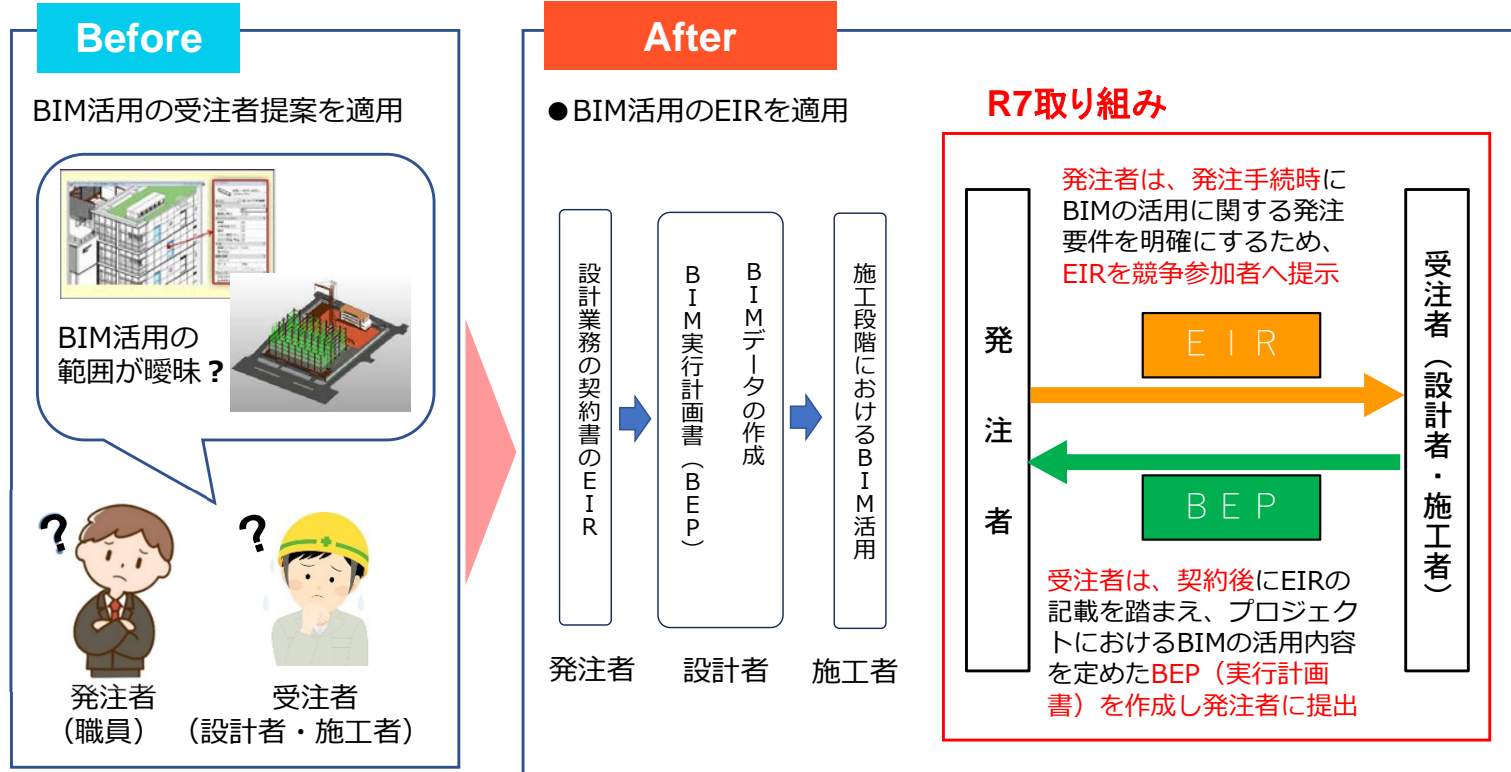 Before
BIM活用の受注者提案を適用
BIM活用の
範囲が曖昧?
?
?
発注者
（職員）
受注者
（設計者・施工者）
After
●BIM活用のEIRを適用
設計業務の契約書のEIR
BIMデータの作成
BIM実行計画書（BEP）
施工段階におけるBIM活用
発注者
設計者
施工者
R7取り組み
発注者
発注者は、発注手続時に
BIMの活用に関する発注
要件を明確にするため、
EIRを競争参加者へ提示
ＥＩＲ
ＢＥＰ
受注者は、契約後にEIRの
記載を踏まえ、プロジェク
トにおけるBIMの活用内容
を定めたBEP（実行計画
書）を作成し発注者に提出
受注者（設計者・施工者）